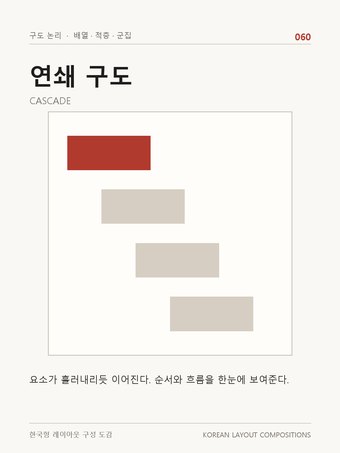 구도 논리 · 배열·적층·군집
060
연쇄 구도
CASCADE
요소가 흘러내리듯 이어진다. 순서와 흐름을 한눈에 보여준다.
한국형 레이아웃 구성 도감
KOREAN LAYOUT COMPOSITIONS